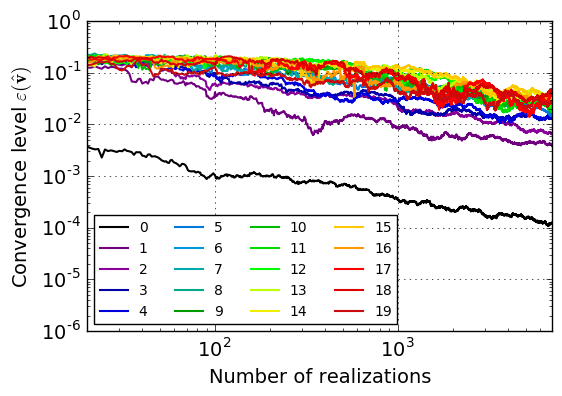 10⁰
10⁻¹
10⁻²
10⁻³
10⁻⁴
10⁻⁵
10⁻⁶
Convergence level ε(v̂)
0 5 10 15
1 6 11 16
2 7 12 17
3 8 13 18
4 9 14 19
10² 10³
Number of realizations